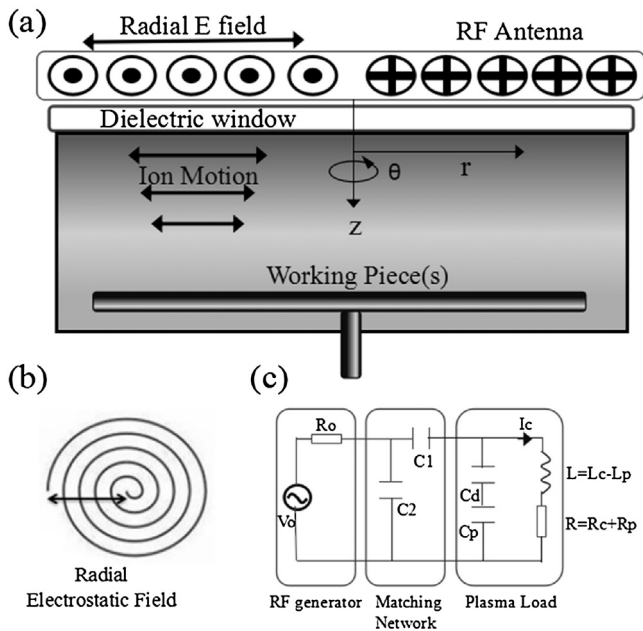 (a)
Radial E field
RF Antenna
Dielectric window
Ion Motion
θ
r
z
Working Piece(s)
(b)
(c)
Ro
Ic
C1
L=Lc-Lp
Vo
C2
Cd
Cp
R=Rc+Rp
Radial
Electrostatic Field
RF generator
Matching
Network
Plasma Load